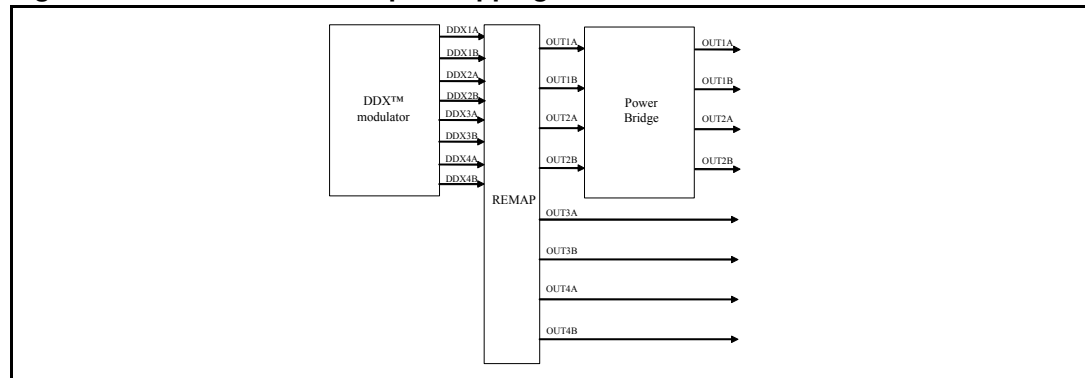 DDX™
modulator
DDX1A
DDX1B
DDX2A
DDX2B
DDX3A
DDX3B
DDX4A
DDX4B
REMAP
OUT1A
OUT1B
OUT2A
OUT2B
OUT3A
OUT3B
OUT4A
OUT4B
Power
Bridge
OUT1A
OUT1B
OUT2A
OUT2B